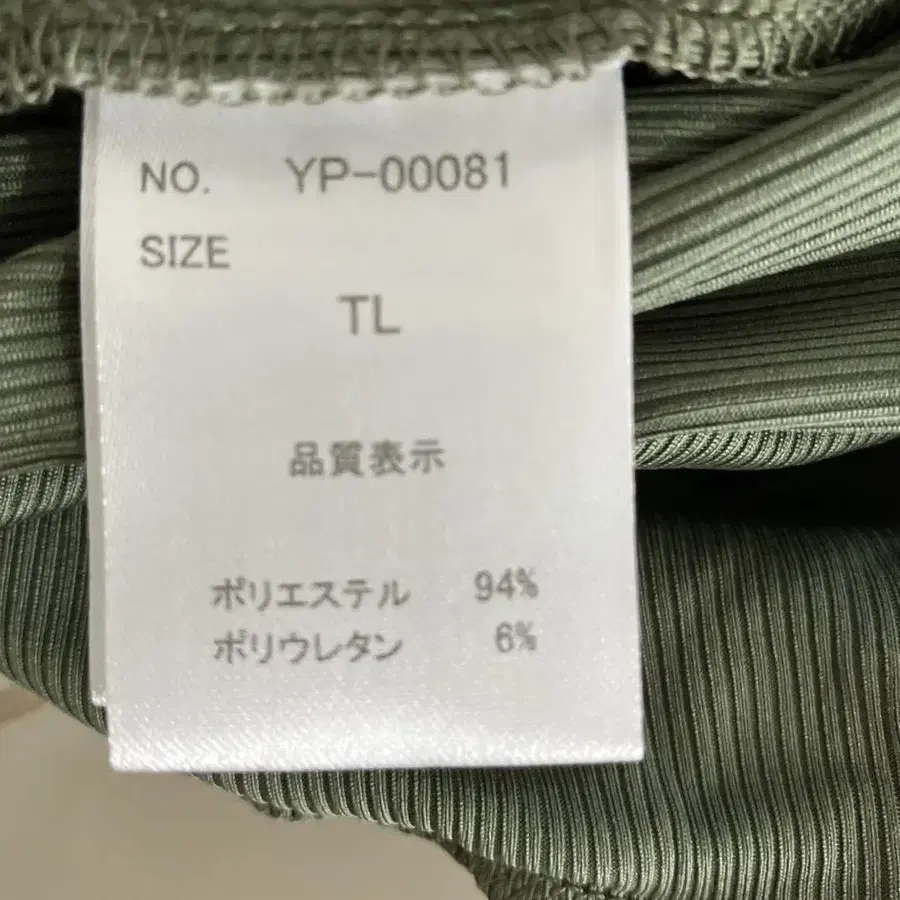 NO. YP-00081
SIZE
TL
品質表示
ポリエステル 94%
ポリウレタン 6%